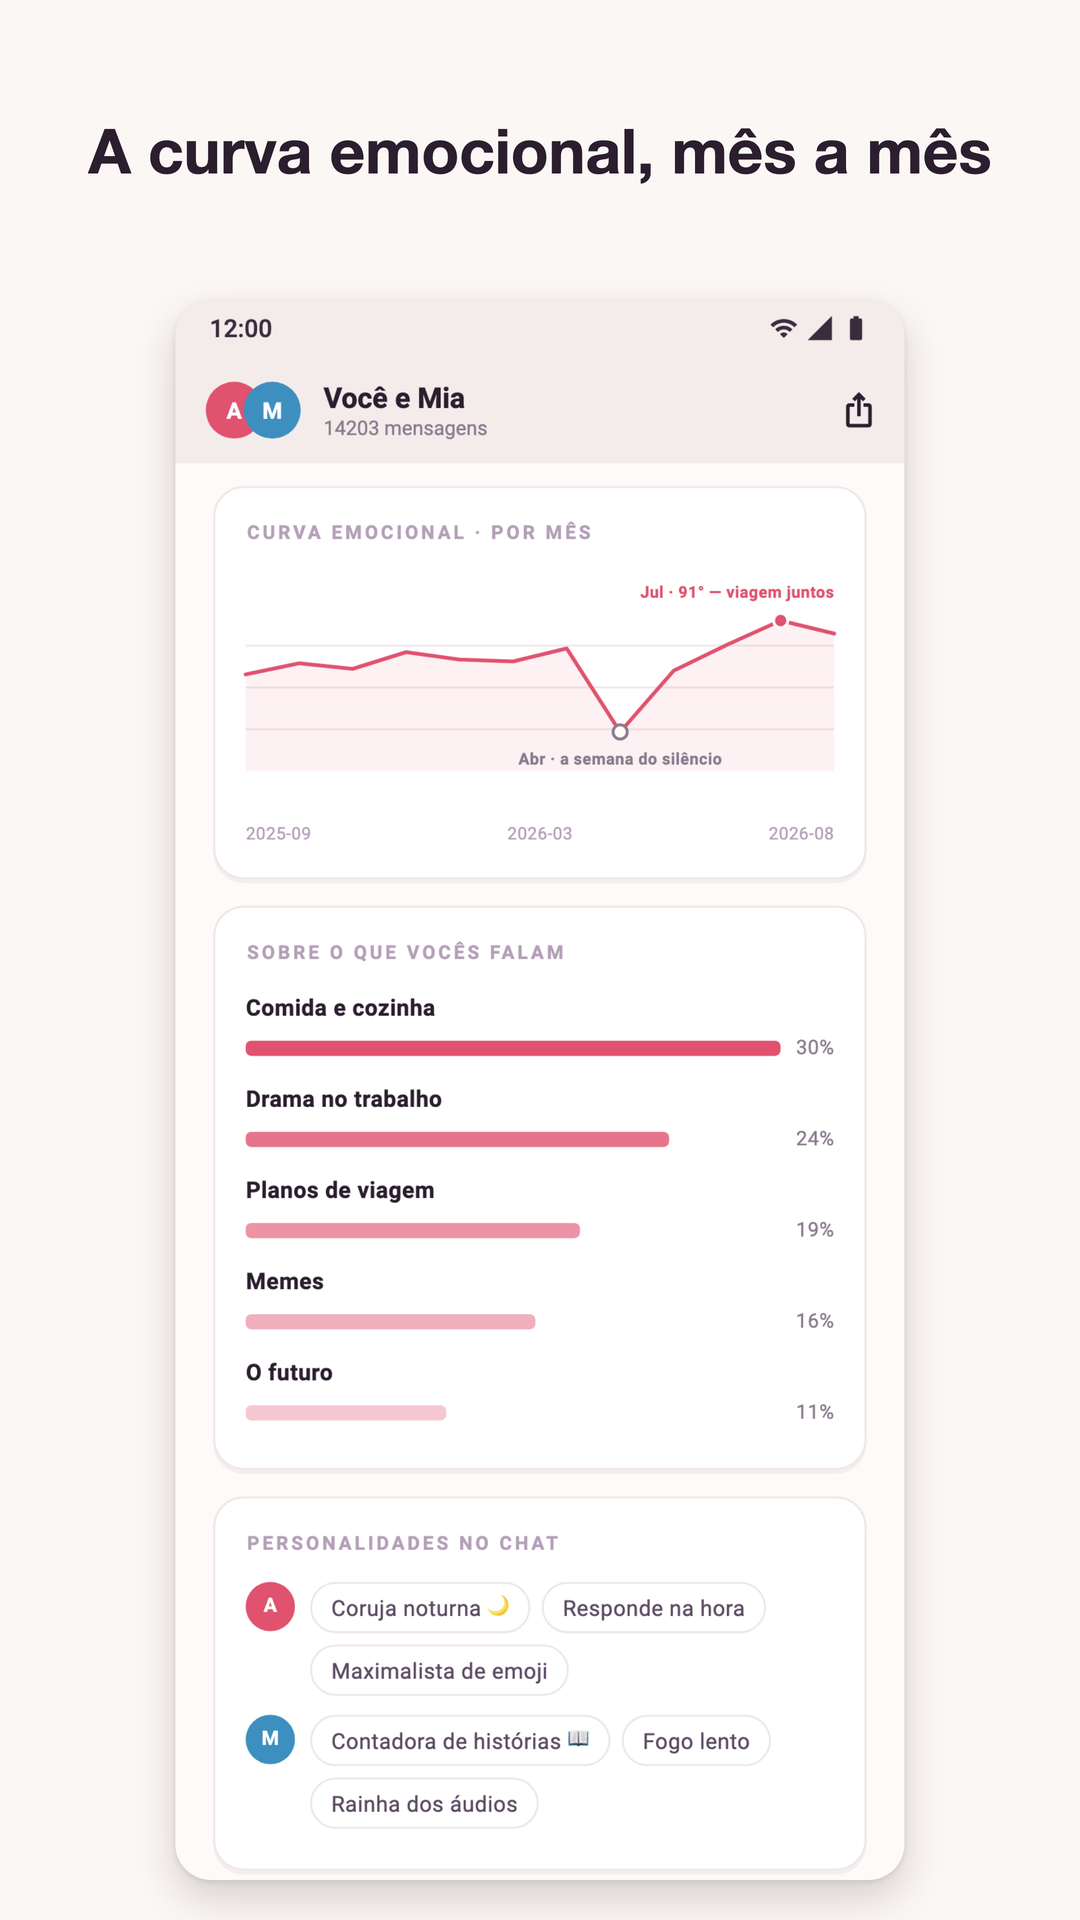 A curva emocional, mês a mês
12:00
A
M
Você e Mia
14203 mensagens
CURVA EMOCIONAL · POR MÊS
Jul · 91° — viagem juntos
Abr · a semana do silêncio
2025-09
2026-03
2026-08
SOBRE O QUE VOCÊS FALAM
Comida e cozinha
30%
Drama no trabalho
24%
Planos de viagem
19%
Memes
16%
O futuro
11%
PERSONALIDADES NO CHAT
A
Coruja noturna 🌙
Responde na hora
Maximalista de emoji
M
Contadora de histórias 📖
Fogo lento
Rainha dos áudios